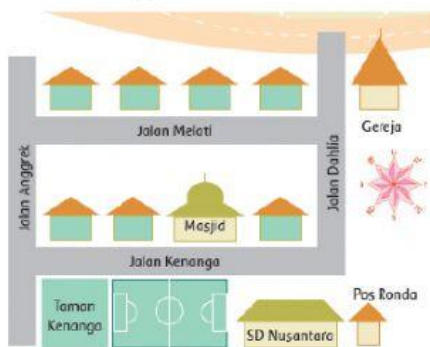 Jalan Melati
Gereja
Jalan Anggrek
Jalan Dahlia
Masjid
Jalan Kenanga
Taman
Kenanga
SD Nusantara
Pos Ronda